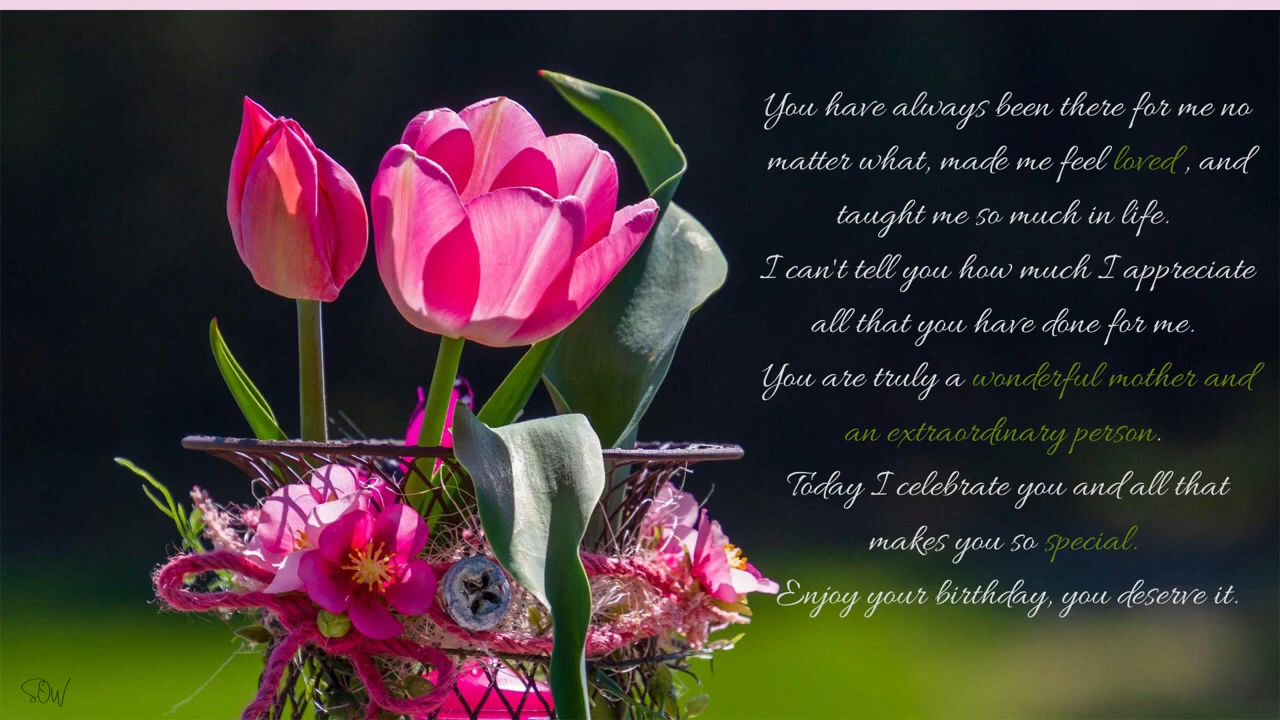 You have always been there for me no
matter what, made me feel loved , and
taught me so much in life.
I can't tell you how much I appreciate
all that you have done for me.
You are truly a wonderful mother and
an extraordinary person.
Today I celebrate you and all that
makes you so special.
Enjoy your birthday, you deserve it.
SOW